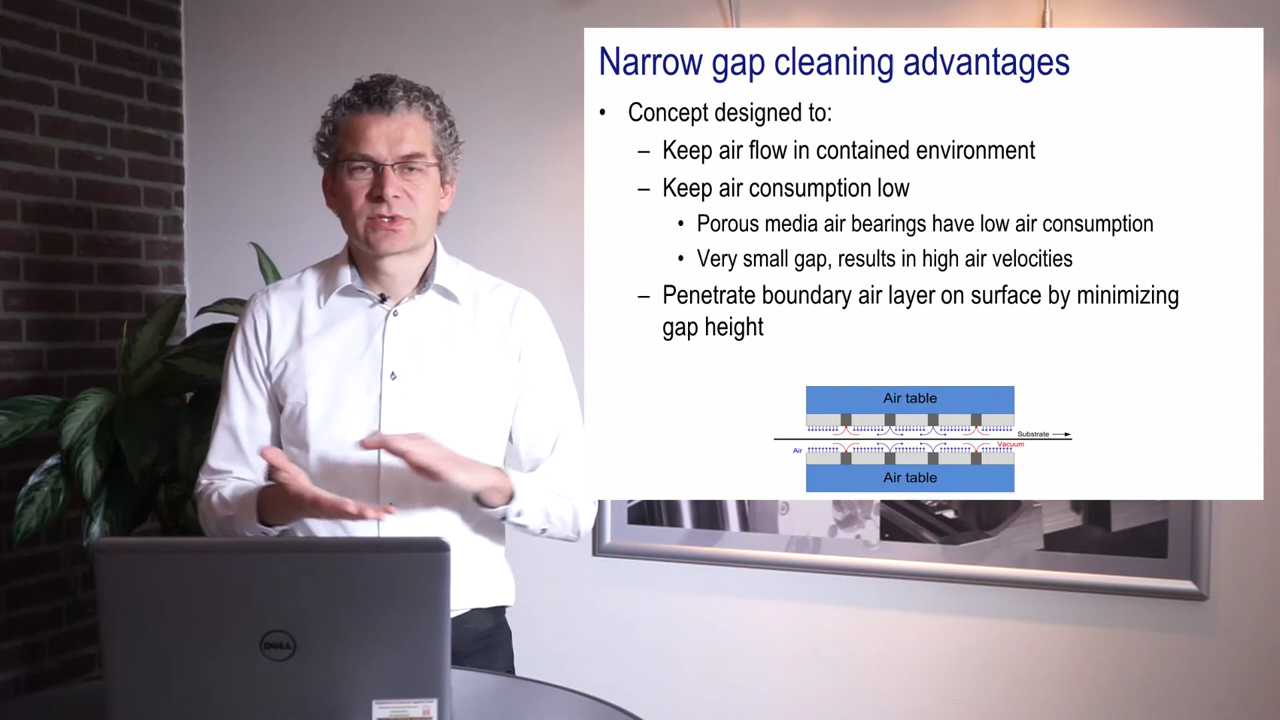 Narrow gap cleaning advantages
• Concept designed to:
– Keep air flow in contained environment
– Keep air consumption low
• Porous media air bearings have low air consumption
• Very small gap, results in high air velocities
– Penetrate boundary air layer on surface by minimizing
gap height
Air table
Substrate
Vacuum
Air
Air table
DELL